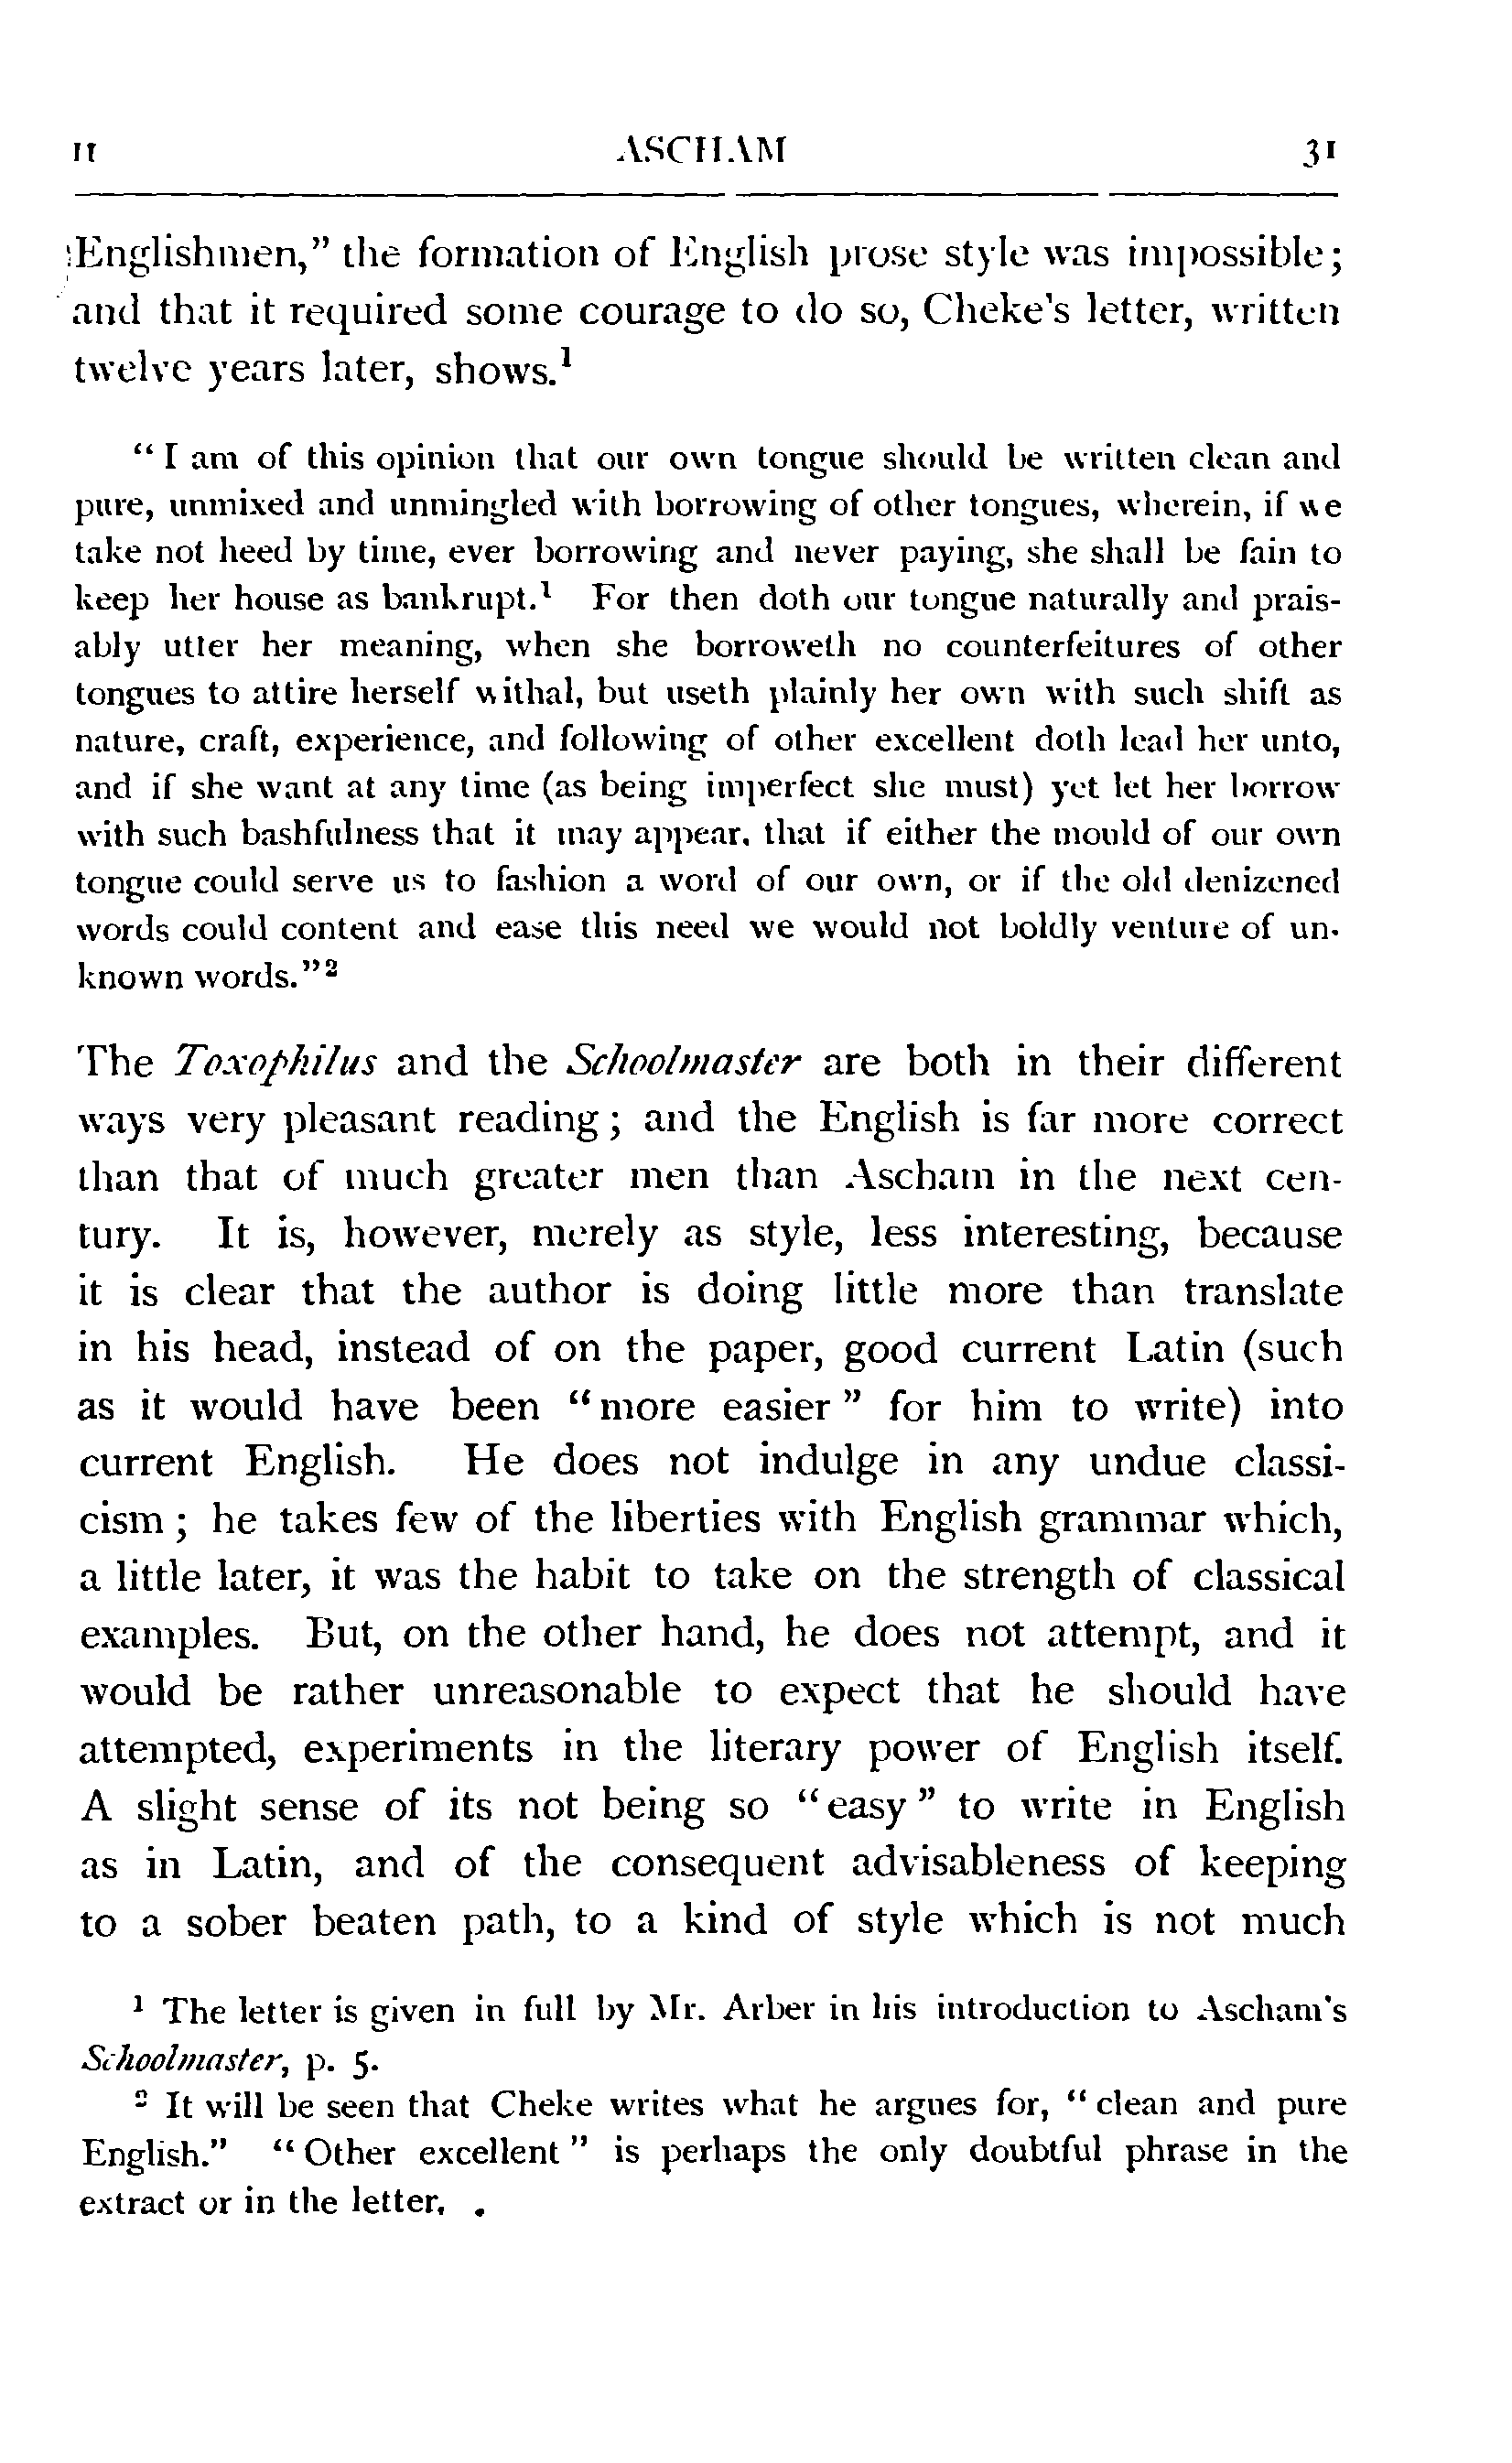 II ASCHAM 31
Englishmen,” the formation of English prose style was impossible;
and that it required some courage to do so, Cheke's letter, written
twelve years later, shows.¹
“I am of this opinion that our own tongue should be written clean and
pure, unmixed and unmingled with borrowing of other tongues, wherein, if we
take not heed by time, ever borrowing and never paying, she shall be fain to
keep her house as bankrupt.¹ For then doth our tongue naturally and prais-
ably utter her meaning, when she borroweth no counterfeitures of other
tongues to attire herself withal, but useth plainly her own with such shift as
nature, craft, experience, and following of other excellent doth lead her unto,
and if she want at any time (as being imperfect she must) yet let her borrow
with such bashfulness that it may appear, that if either the mould of our own
tongue could serve us to fashion a word of our own, or if the old denizened
words could content and ease this need we would not boldly venture of un-
known words.”²
The Toxophilus and the Schoolmaster are both in their different
ways very pleasant reading; and the English is far more correct
than that of much greater men than Ascham in the next cen-
tury. It is, however, merely as style, less interesting, because
it is clear that the author is doing little more than translate
in his head, instead of on the paper, good current Latin (such
as it would have been “more easier” for him to write) into
current English. He does not indulge in any undue classi-
cism; he takes few of the liberties with English grammar which,
a little later, it was the habit to take on the strength of classical
examples. But, on the other hand, he does not attempt, and it
would be rather unreasonable to expect that he should have
attempted, experiments in the literary power of English itself.
A slight sense of its not being so “easy” to write in English
as in Latin, and of the consequent advisableness of keeping
to a sober beaten path, to a kind of style which is not much
¹ The letter is given in full by Mr. Arber in his introduction to Ascham's
Schoolmaster, p. 5.
² It will be seen that Cheke writes what he argues for, “clean and pure
English.” “Other excellent” is perhaps the only doubtful phrase in the
extract or in the letter.